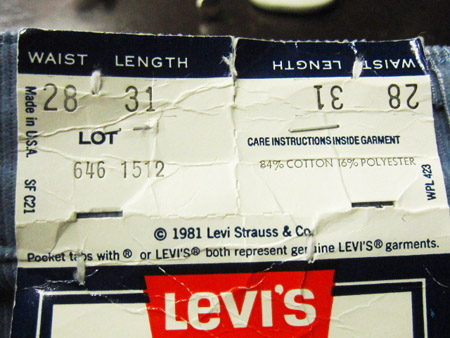 WAIST LENGTH
28 31
LOT
646 1512
WAIST LENGTH
28 31
CARE INSTRUCTIONS INSIDE GARMENT
84% COTTON 16% POLYESTER
Made in U.S.A. SF 621
WPL 423
© 1981 Levi Strauss & Co.
Pocket tabs with ® or LEVI'S® both represent genuine LEVI'S® garments.
LEVI'S